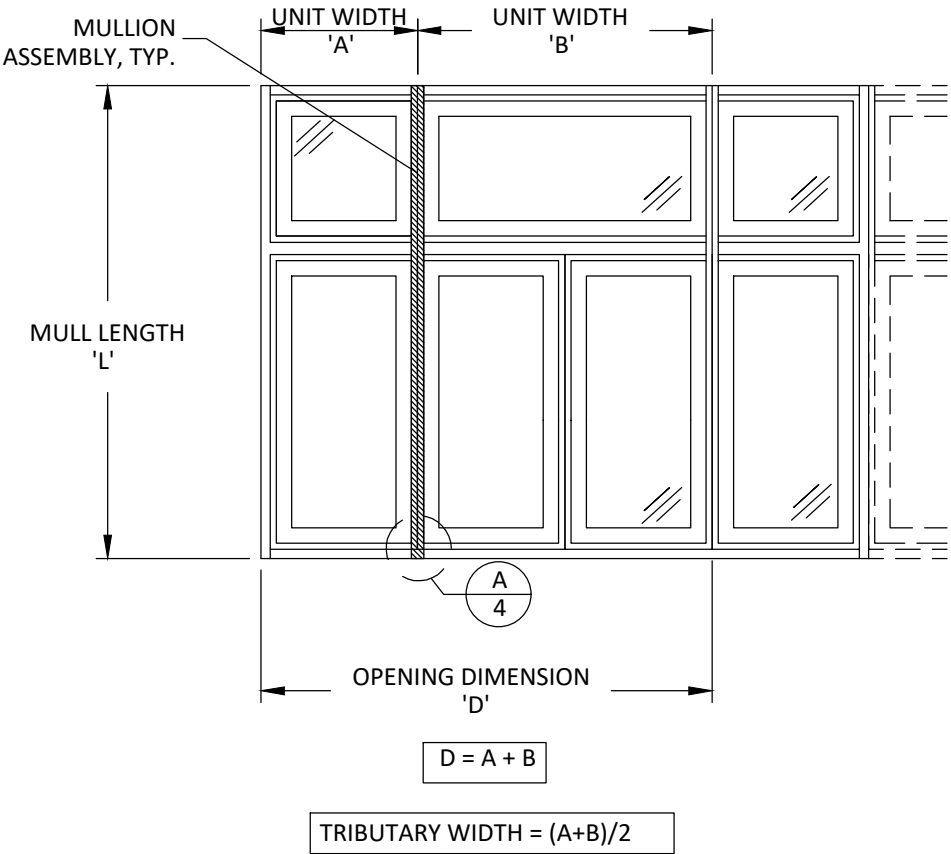 UNIT WIDTH
'A'
UNIT WIDTH
'B'
MULLION
ASSEMBLY, TYP.
MULL LENGTH
'L'
A
4
OPENING DIMENSION
'D'
D = A + B
TRIBUTARY WIDTH = (A+B)/2